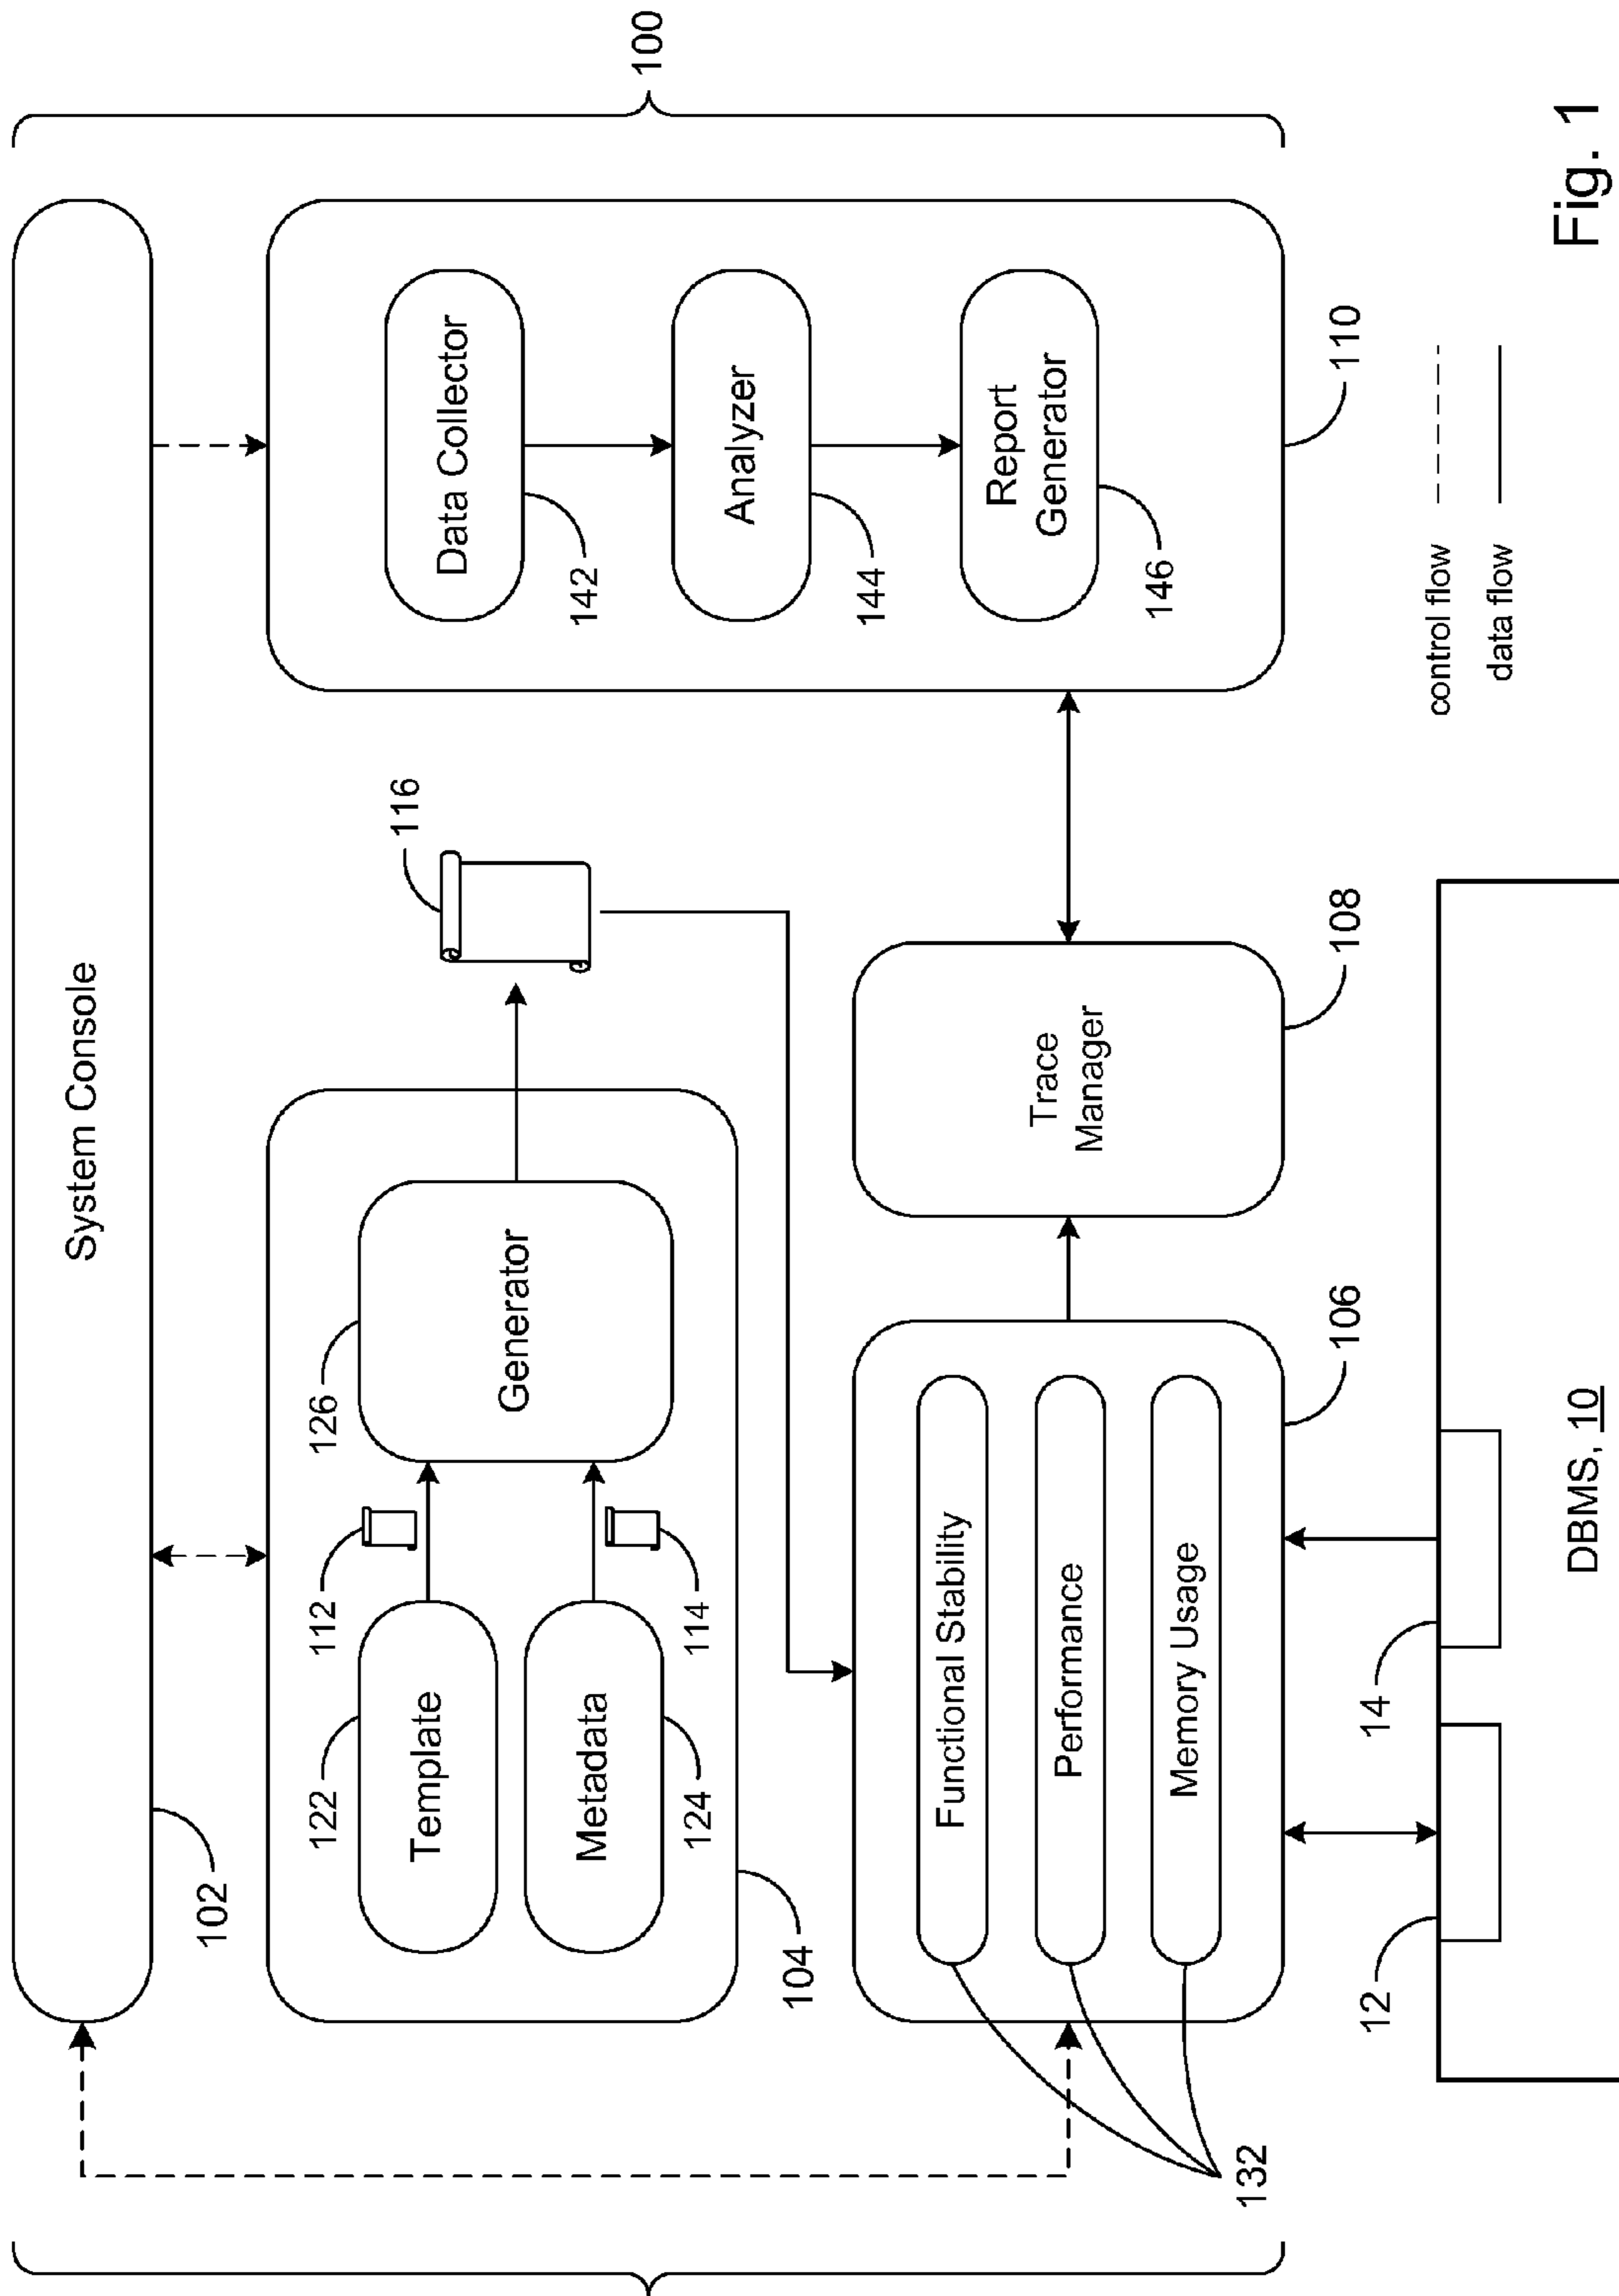 System Console
102
100
122
Template
112
126
Generator
Metadata
124
114
104
116
Data Collector
142
Analyzer
144
Report
Generator
146
110
Functional Stability
Performance
Memory Usage
132
106
Trace
Manager
108
12
14
DBMS, 10
control flow
data flow
Fig. 1